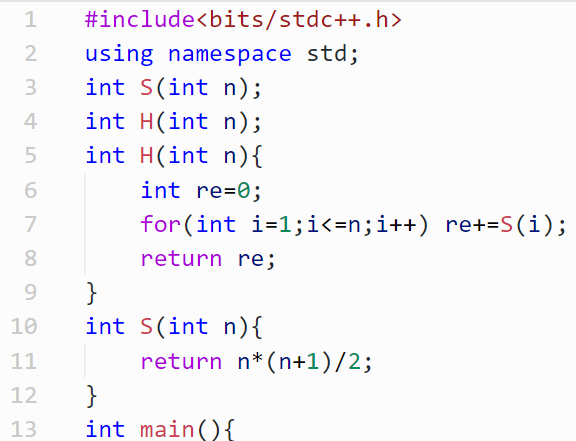 1 #include<bits/stdc++.h>
2 using namespace std;
3 int S(int n);
4 int H(int n);
5 int H(int n){
6     int re=0;
7     for(int i=1;i<=n;i++) re+=S(i);
8     return re;
9 }
10 int S(int n){
11     return n*(n+1)/2;
12 }
13 int main(){